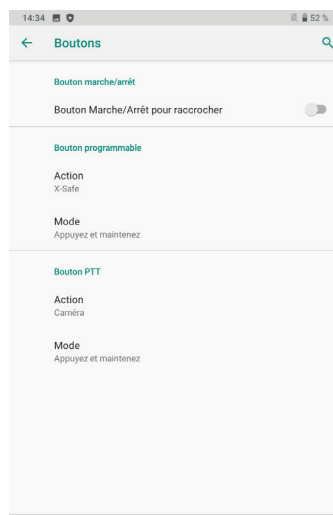 14:34 52 %
Boutons
Bouton marche/arrêt
Bouton Marche/Arrêt pour raccrocher
Bouton programmable
Action
X-Safe
Mode
Appuyez et maintenez
Bouton PTT
Action
Caméra
Mode
Appuyez et maintenez